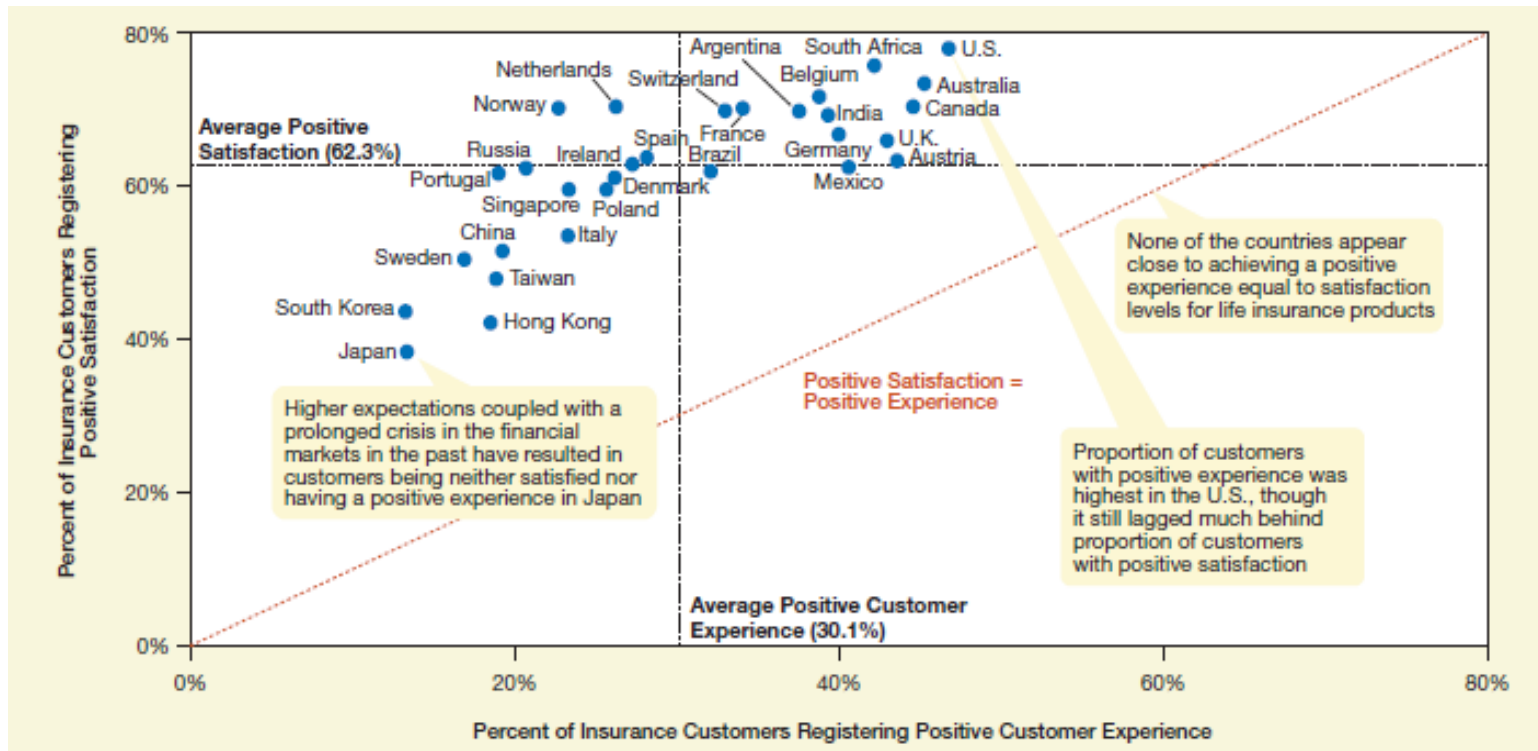 Percent of Insurance Customers Registering
Positive Satisfaction
80%
60%
40%
20%
0%
Average Positive
Satisfaction (62.3%)
Netherlands
Norway
Argentina
Switzerland
South Africa
U.S.
Belgium
Australia
India
Canada
France
Spain
Germany
U.K.
Austria
Mexico
Brazil
Russia
Ireland
Portugal
Denmark
Singapore
Poland
China
Italy
Sweden
Taiwan
South Korea
Hong Kong
Japan
None of the countries appear
close to achieving a positive
experience equal to satisfaction
levels for life insurance products
Positive Satisfaction =
Positive Experience
Higher expectations coupled with a
prolonged crisis in the financial
markets in the past have resulted in
customers being neither satisfied nor
having a positive experience in Japan
Proportion of customers
with positive experience was
highest in the U.S., though
it still lagged much behind
proportion of customers
with positive satisfaction
Average Positive Customer
Experience (30.1%)
0%
20%
40%
60%
80%
Percent of Insurance Customers Registering Positive Customer Experience